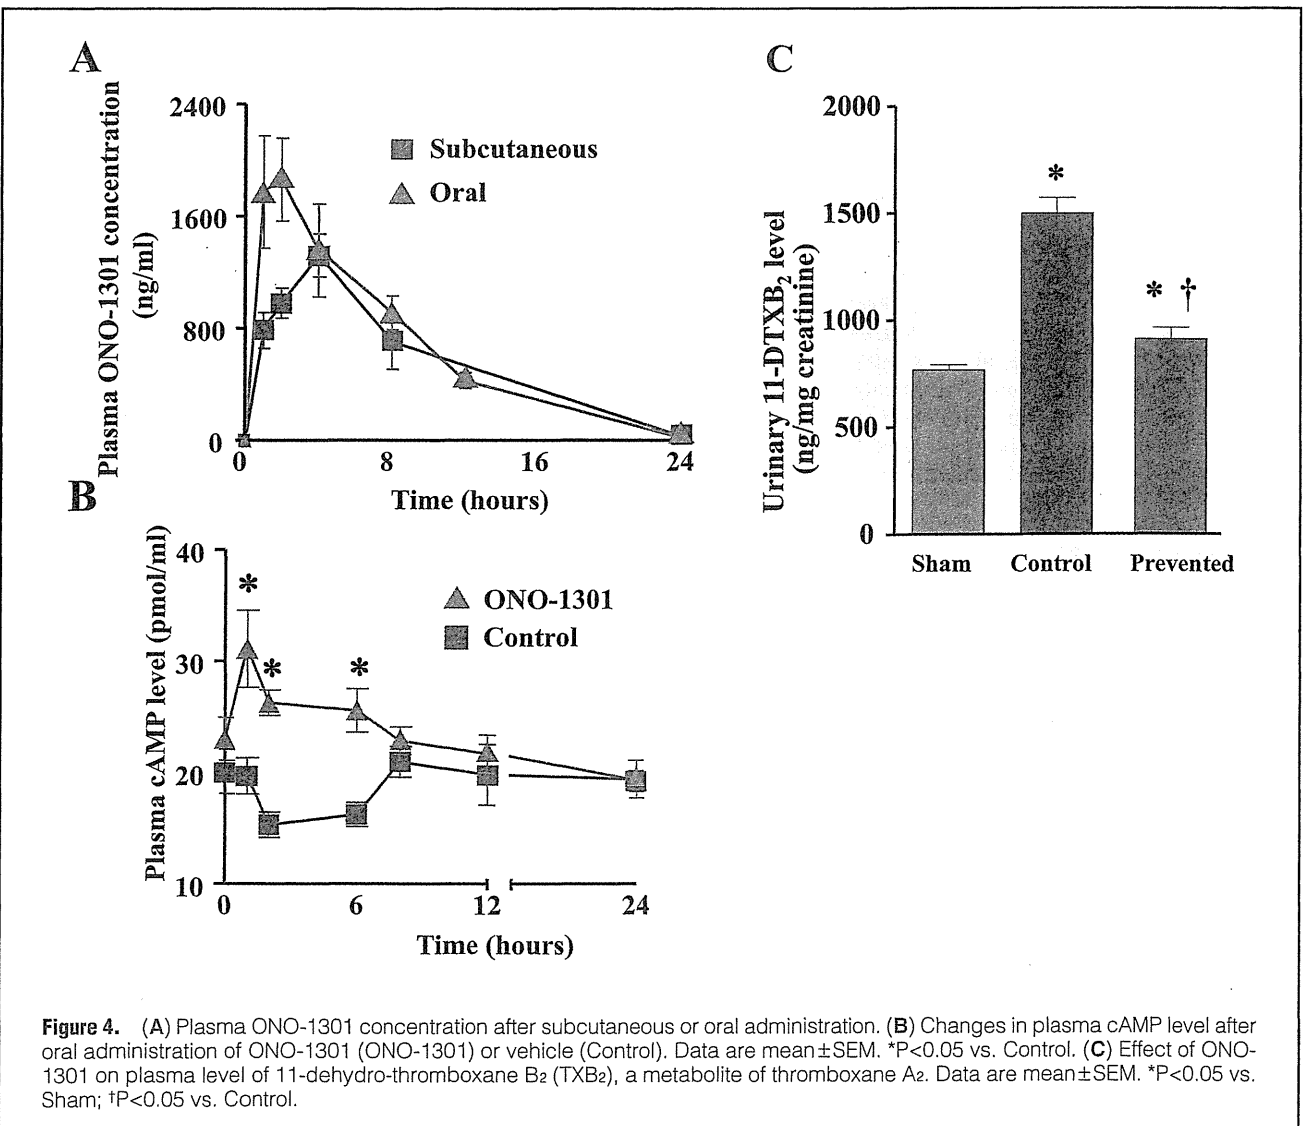 A
Plasma ONO-1301 concentration
(ng/ml)
2400
1600
800
0
Subcutaneous
Oral
0 8 16 24
Time (hours)
B
Plasma cAMP level (pmol/ml)
40
30
20
10
*
*
*
ONO-1301
Control
0 6 12 24
Time (hours)
C
Urinary 11-DTXB2 level
(ng/mg creatinine)
2000
1500
1000
500
0
*
* †
Sham Control Prevented
Figure 4. (A) Plasma ONO-1301 concentration after subcutaneous or oral administration. (B) Changes in plasma cAMP level after
oral administration of ONO-1301 (ONO-1301) or vehicle (Control). Data are mean±SEM. *P<0.05 vs. Control. (C) Effect of ONO-
1301 on plasma level of 11-dehydro-thromboxane B2 (TXB2), a metabolite of thromboxane A2. Data are mean±SEM. *P<0.05 vs.
Sham; †P<0.05 vs. Control.